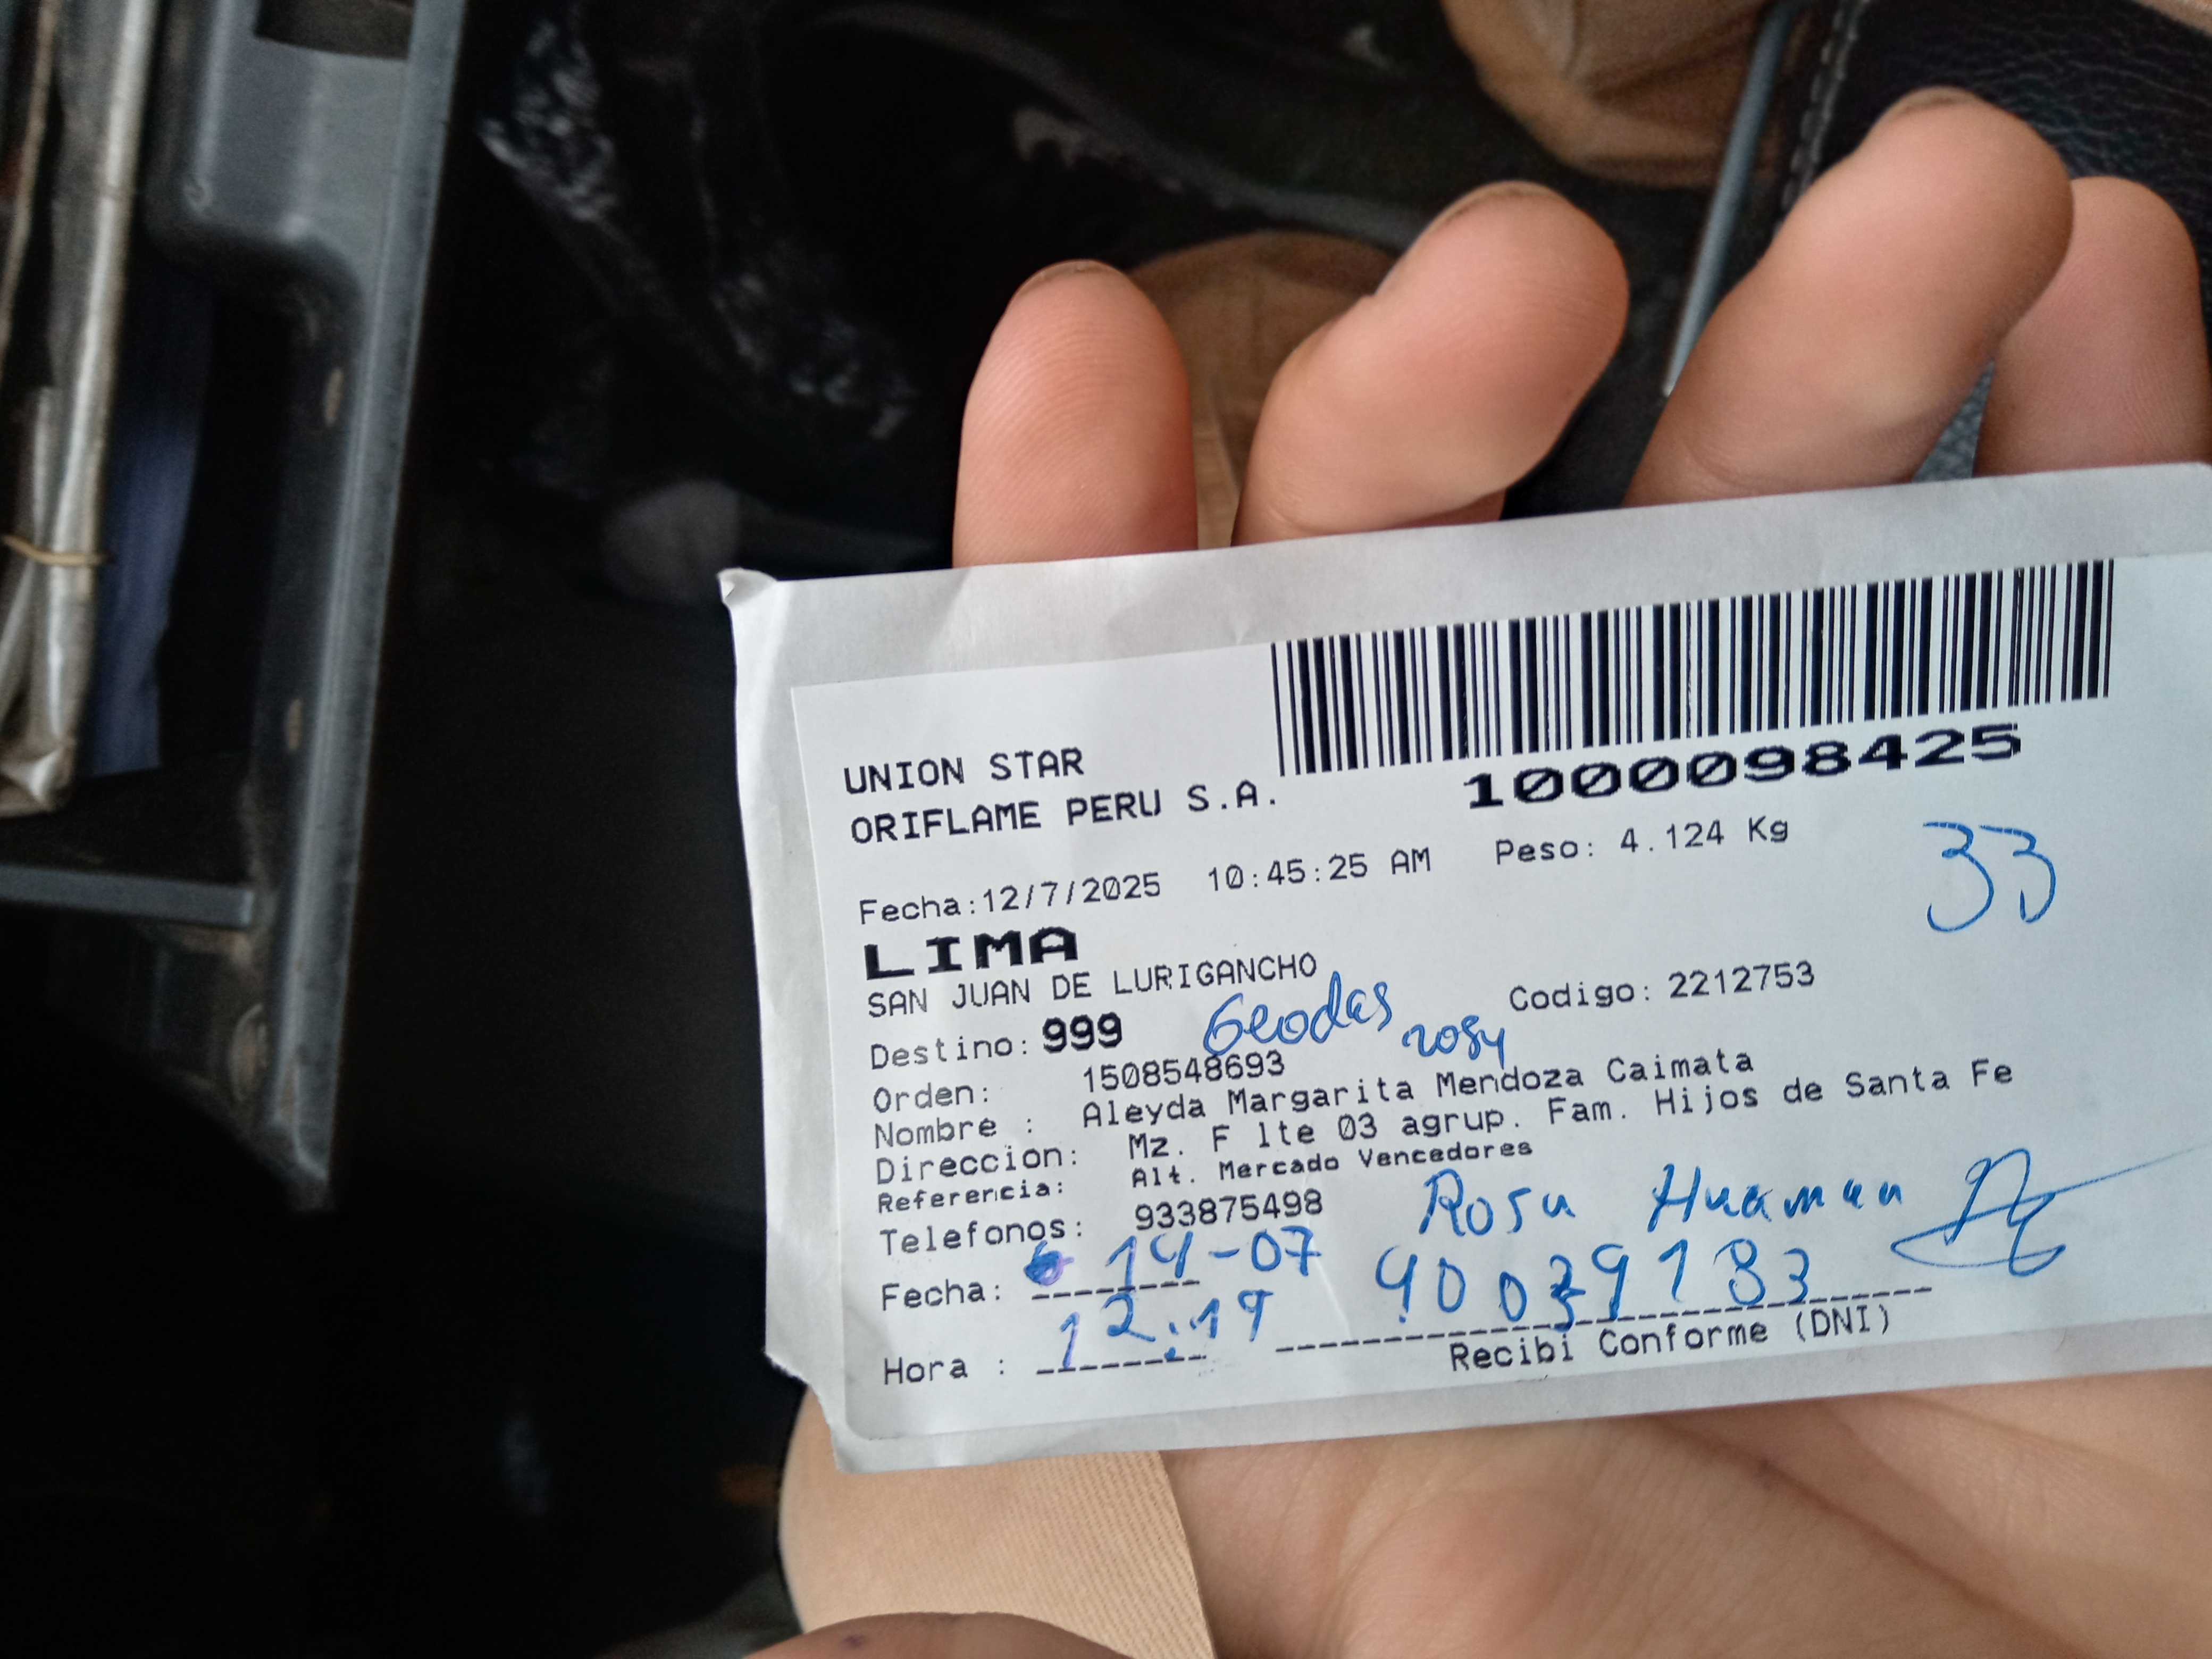 UNION STAR
ORIFLAME PERU S.A.
1000098425
Fecha:12/7/2025 10:45:25 AM Peso: 4.124 Kg
33
LIMA
SAN JUAN DE LURIGANCHO
Destino: 999 Geodas Codigo: 2212753
Orden: 1508548693
Nombre : Aleyda Margarita Mendoza Caimata
Direccion: Mz. F lte 03 agrup. Fam. Hijos de Santa Fe
Referencia: Alt. Mercado Vencedores
Telefonos: 933875498 Rosa Huaman
Fecha: 14-07
Hora : 12:19
Recibi Conforme (DNI)